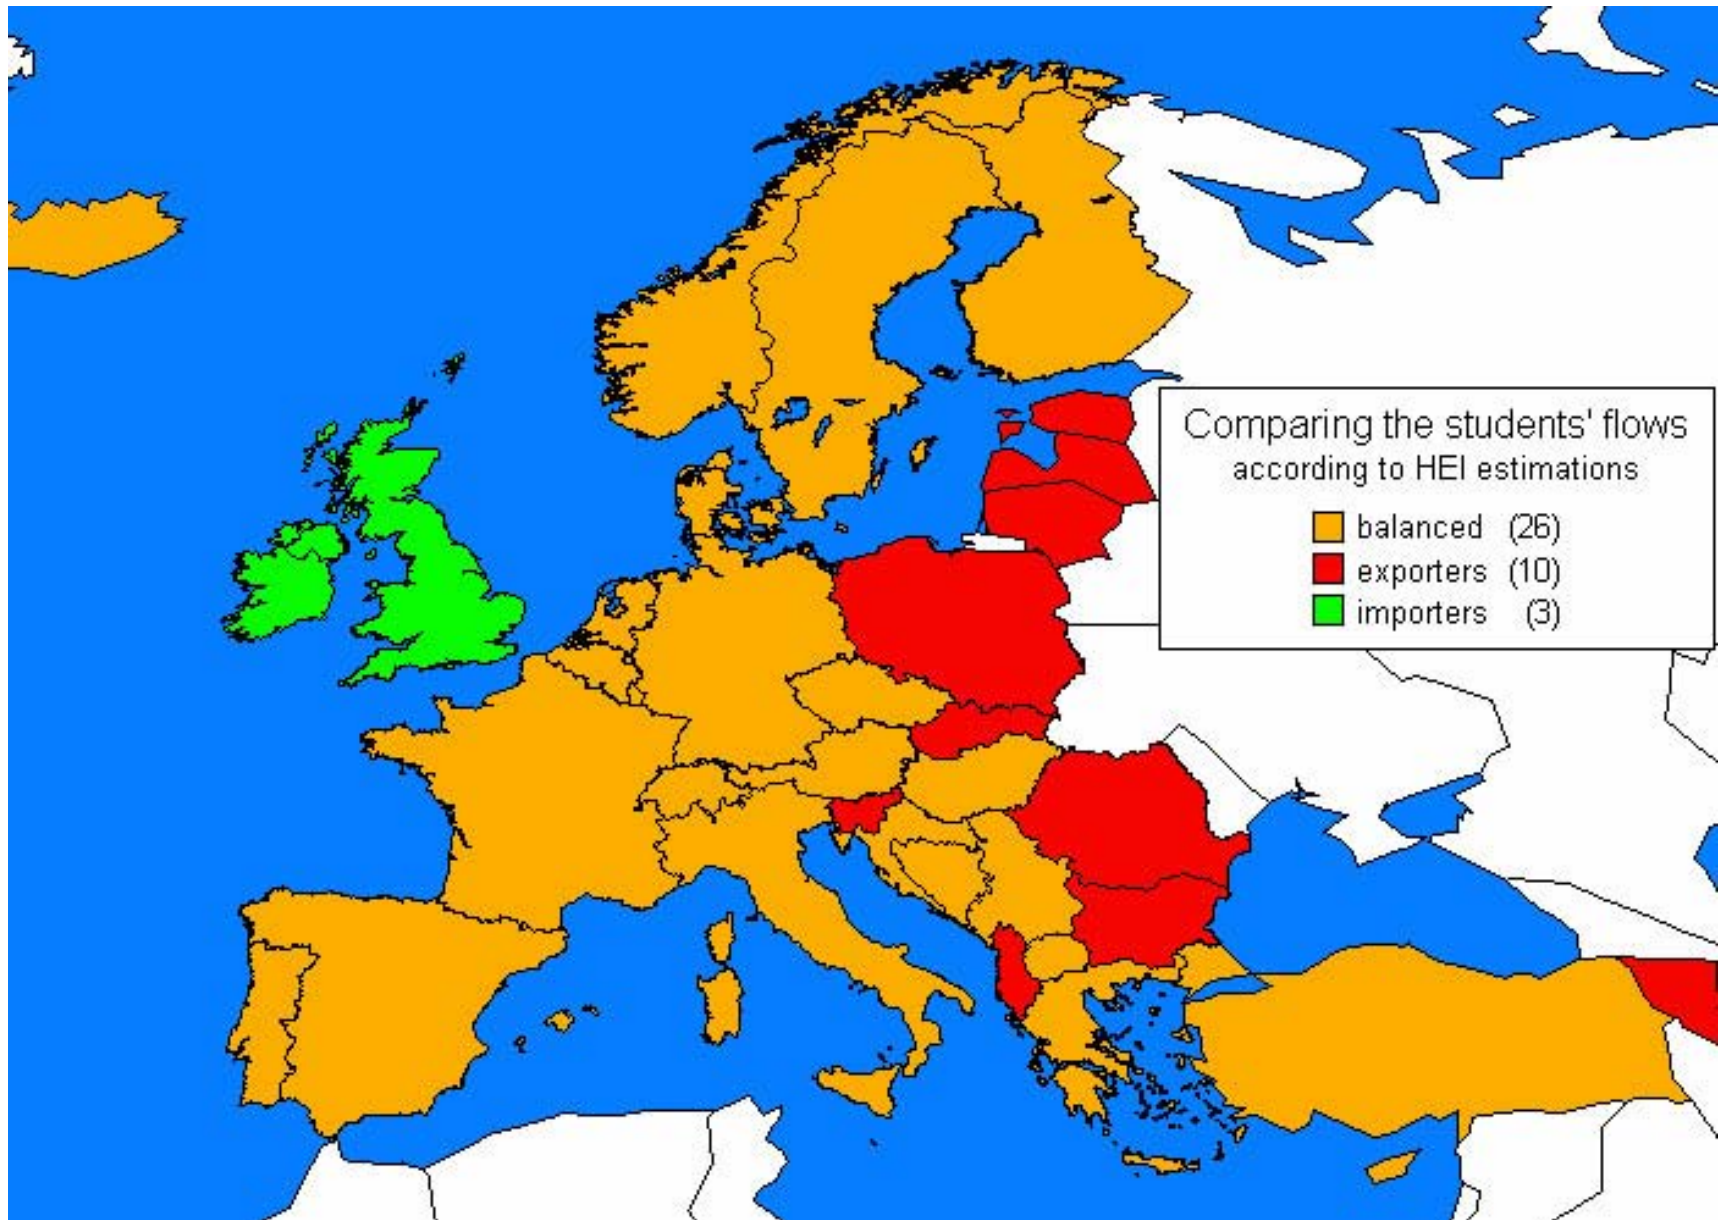 Comparing the students' flows
according to HEI estimations
balanced (26)
exporters (10)
importers (3)